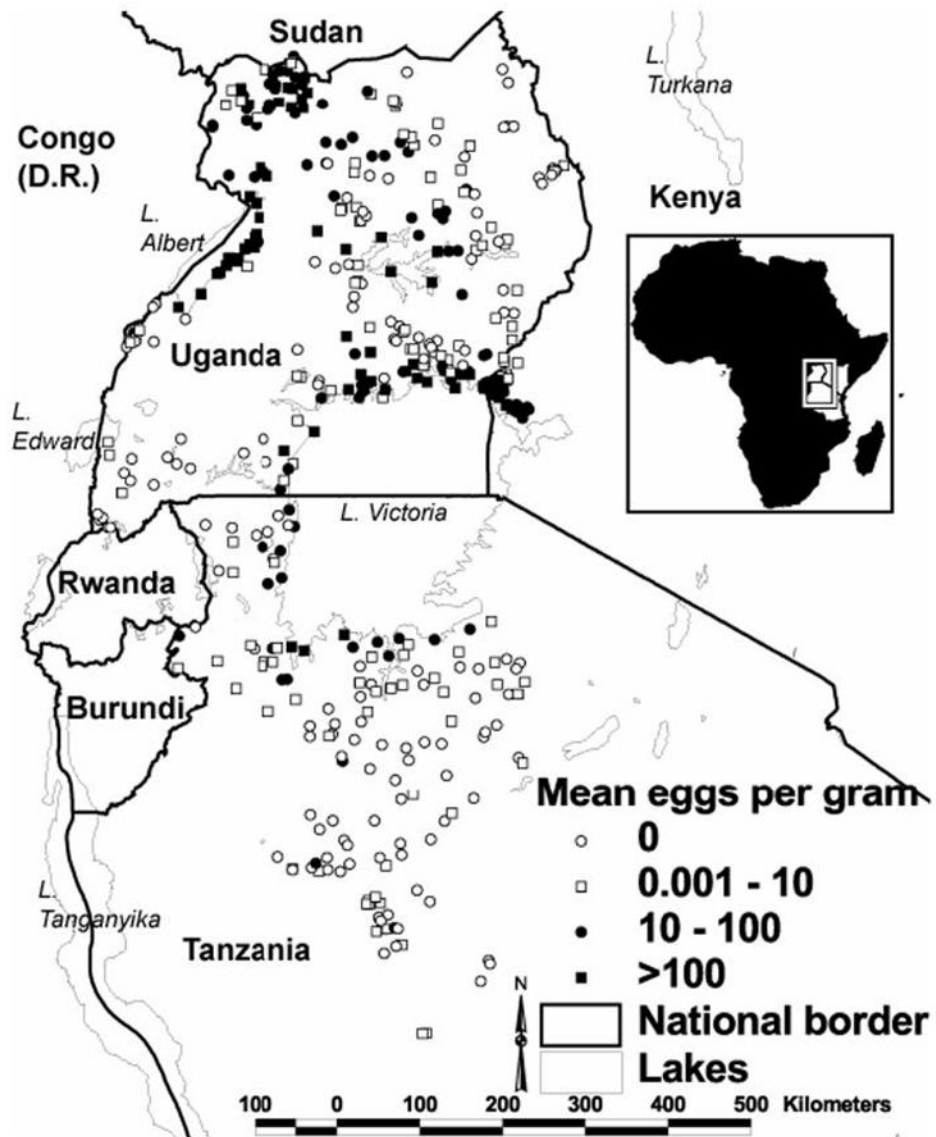 Sudan
L.
Turkana
Congo
(D.R.)
Kenya
L.
Albert
Uganda
L.
Edward
L. Victoria
Rwanda
Burundi
Mean eggs per gram
0
0.001 - 10
10 - 100
>100
L.
Tanganyika
Tanzania
N
National border
Lakes
100 0 100 200 300 400 500 Kilometers